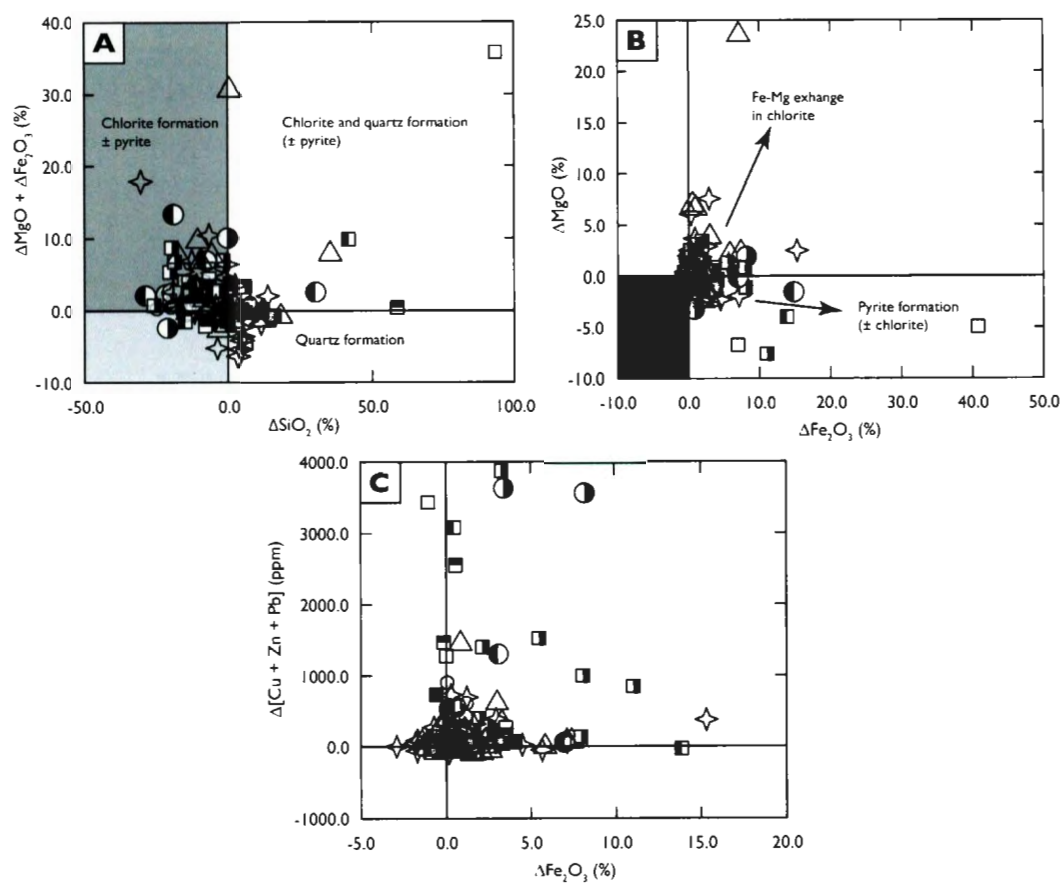 A
40.0
30.0
20.0
10.0
0.0
-10.0
-50.0
0.0
50.0
100.0
ΔMgO + ΔFe2O3 (%)
ΔSiO2 (%)
Chlorite formation
± pyrite
Chlorite and quartz formation
(± pyrite)
Quartz formation
B
25.0
20.0
15.0
10.0
5.0
0.0
-5.0
-10.0
-10.0
0.0
10.0
20.0
30.0
40.0
50.0
ΔMgO (%)
ΔFe2O3 (%)
Fe-Mg exhange
in chlorite
Pyrite formation
(± chlorite)
C
4000.0
3000.0
2000.0
1000.0
0.0
-1000.0
0.0
5.0
10.0
15.0
20.0
Δ[Cu + Zn + Pb] (ppm)
ΔFe2O3 (%)